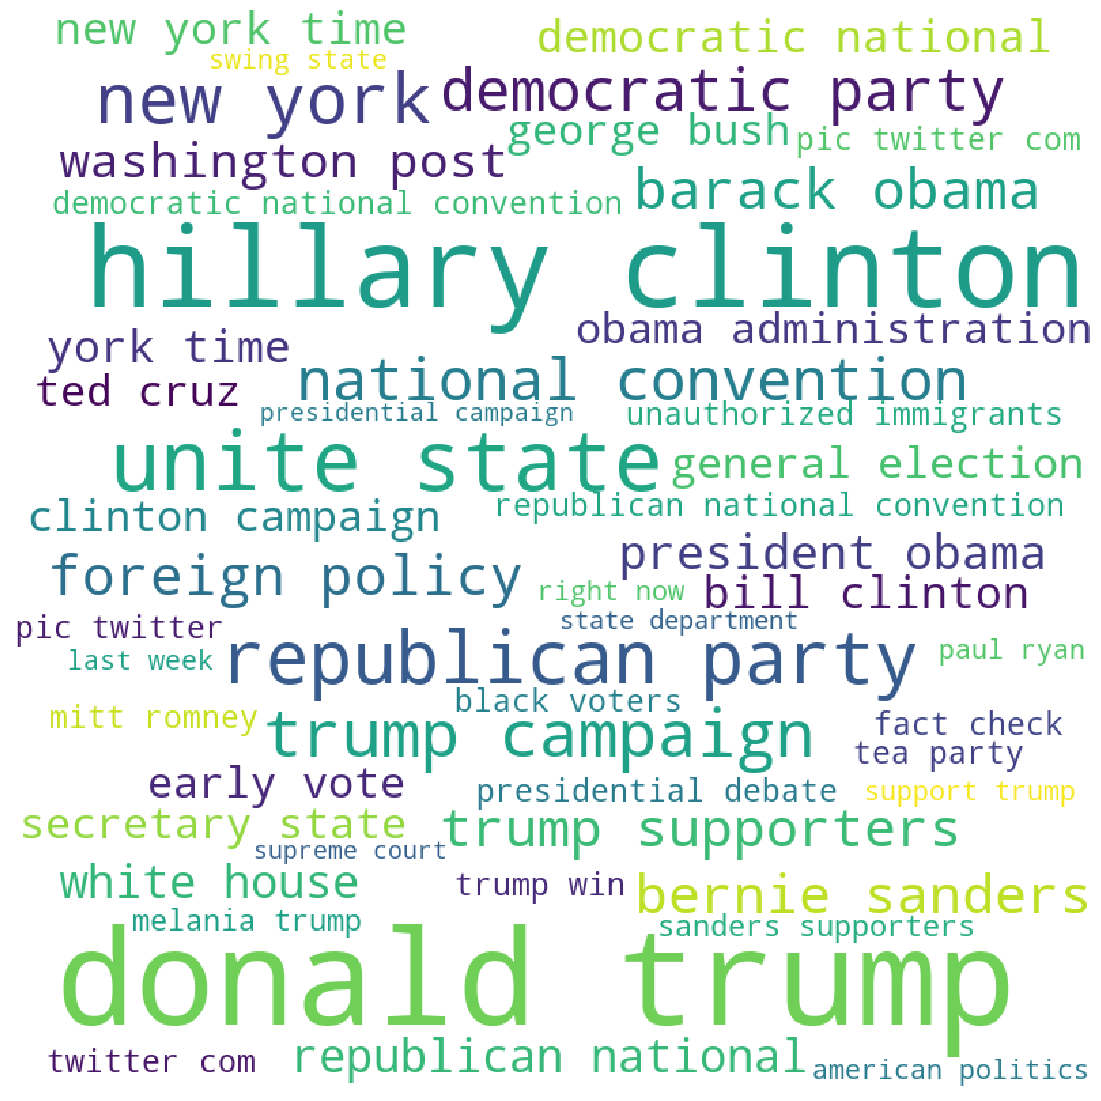 new york time
democratic national
swing state
new york
democratic party
george bush
pic twitter com
washington post
barack obama
democratic national convention
hillary clinton
obama administration
york time
national convention
ted cruz
presidential campaign
unauthorized immigrants
unite state
general election
republican national convention
clinton campaign
president obama
foreign policy
right now
bill clinton
state department
pic twitter
republican party
last week
paul ryan
black voters
mitt romney
trump campaign
fact check
tea party
early vote
presidential debate
support trump
secretary state
trump supporters
supreme court
white house
trump win
bernie sanders
melania trump
sanders supporters
donald trump
twitter com
republican national
american politics